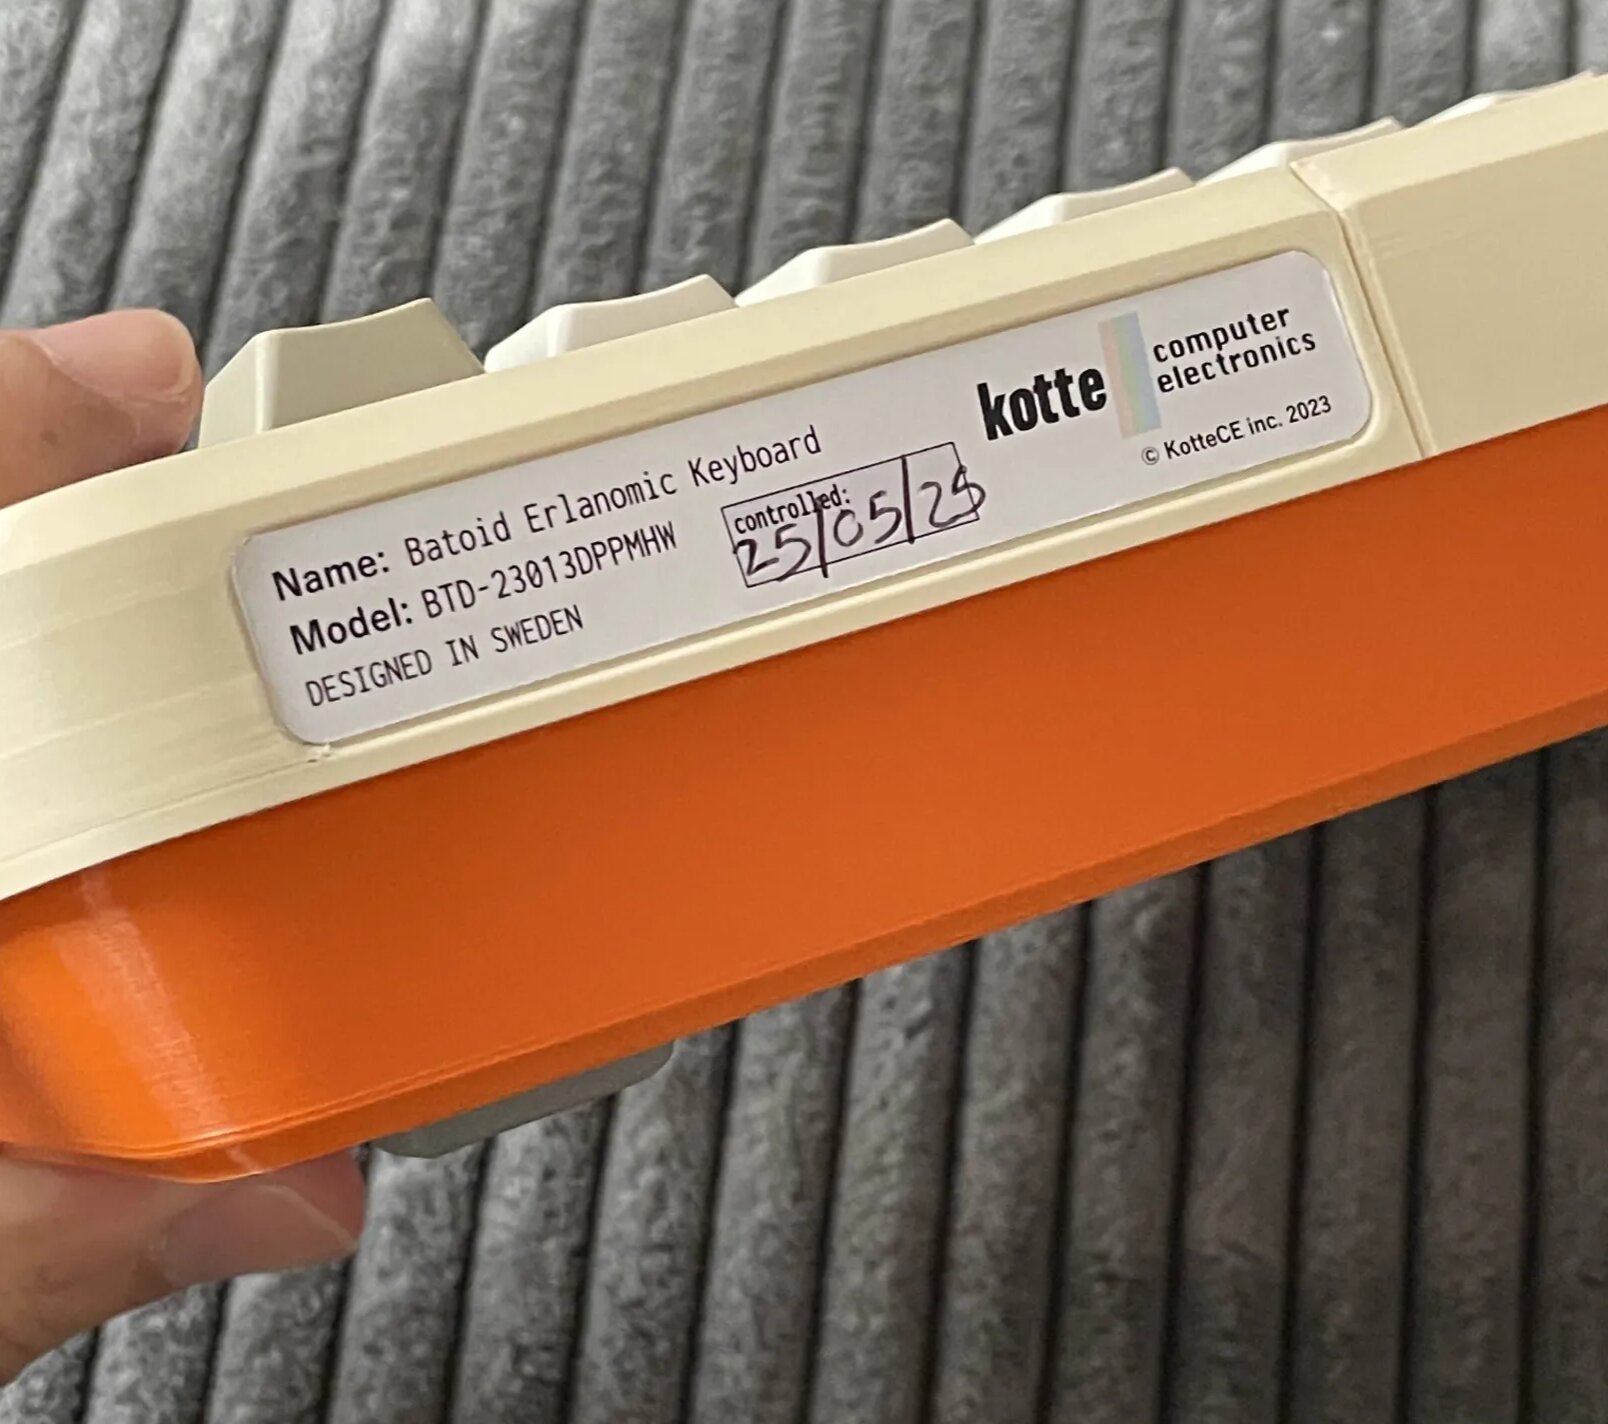 Name: Batoid Erlanomic Keyboard
Model: BTD-23013DPPMHW
DESIGNED IN SWEDEN
controlled:
25/05/25
kotte
computer
electronics
© KotteCE inc. 2023